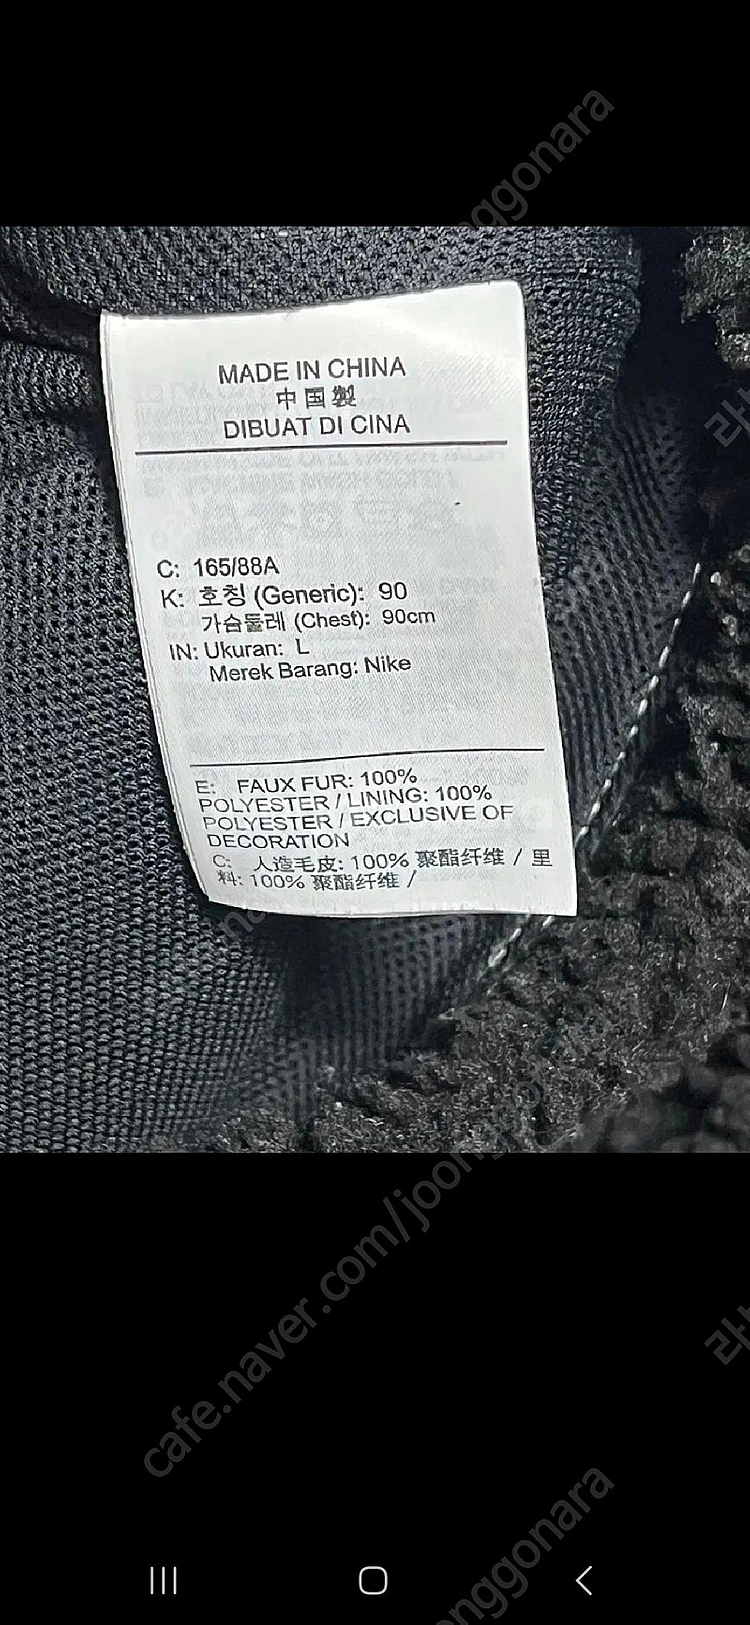 MADE IN CHINA
中国製
DIBUAT DI CINA
C: 165/88A
K: 호칭 (Generic): 90
가슴둘레 (Chest): 90cm
IN: Ukuran: L
Merek Barang: Nike
E: FAUX FUR: 100%
POLYESTER / LINING: 100%
POLYESTER / EXCLUSIVE OF
DECORATION
C: 人造毛皮: 100% 聚酯纤维 / 里
料: 100% 聚酯纤维 /
cafe.naver.com/joonggonara